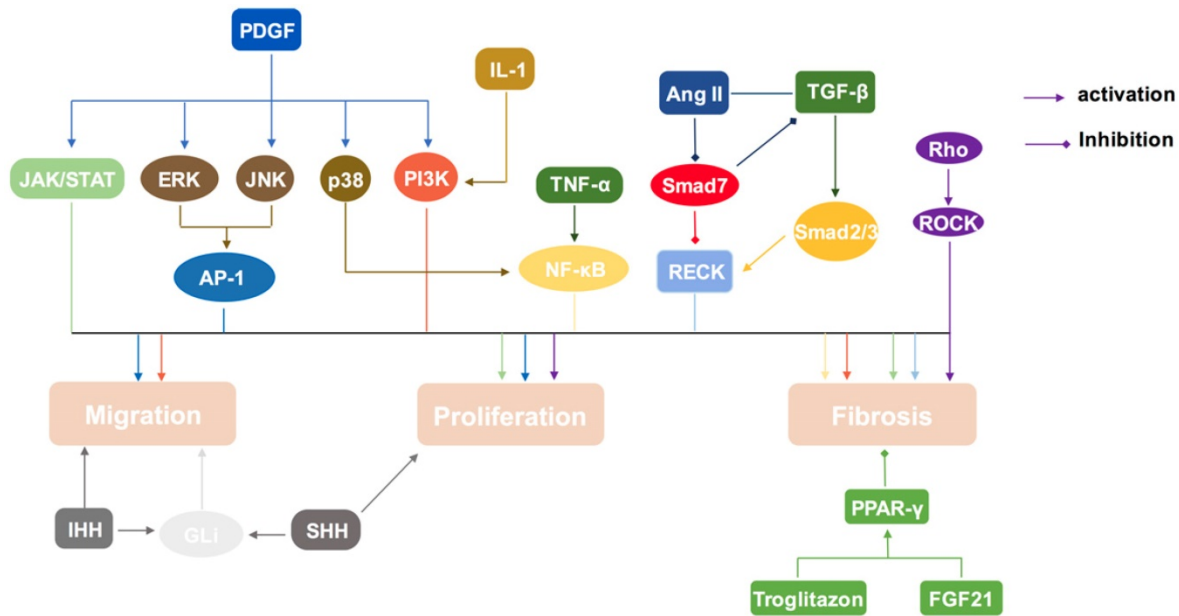 PDGF
IL-1
Ang II
TGF-β
activation
Inhibition
Rho
JAK/STAT
ERK
JNK
p38
PI3K
TNF-α
Smad7
Smad2/3
ROCK
AP-1
NF-κB
RECK
Migration
Proliferation
Fibrosis
IHH
GLI
SHH
PPAR-γ
Troglitazon
FGF21